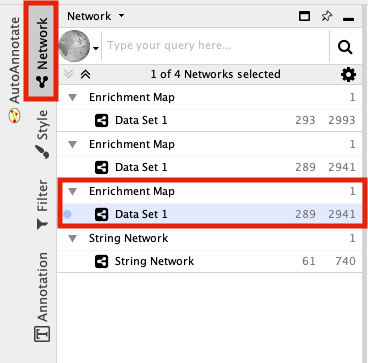 Network
Type your query here...
1 of 4 Networks selected
Enrichment Map 1
Data Set 1 293 2993
Enrichment Map 1
Data Set 1 289 2941
Enrichment Map 1
Data Set 1 289 2941
String Network 1
String Network 61 740
AutoAnnotate
Network
Style
Filter
Annotation
T